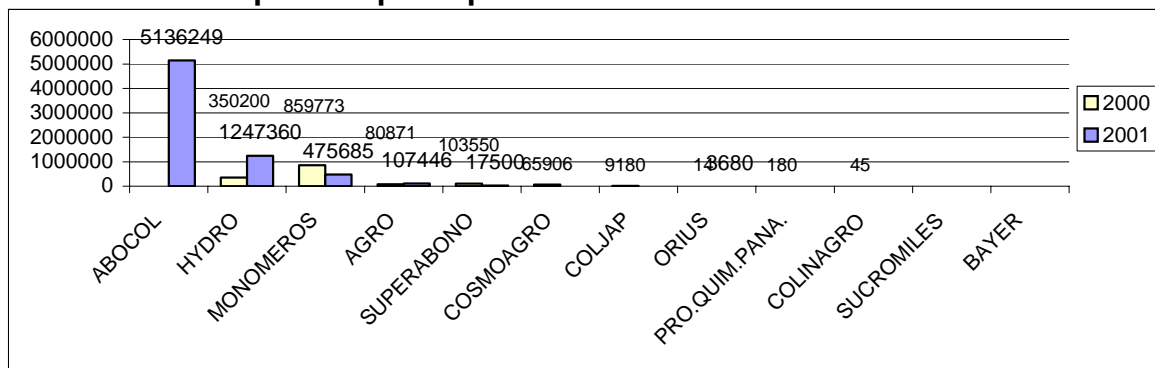 6000000
5000000
4000000
3000000
2000000
1000000
0
5136249
350200
1247360
859773
475685
80871
107446
103550
17500
65906
9180
3680
180
45
ABOCOL
HYDRO
MONOMEROS
AGRO
SUPERABONO
COSMOAGRO
COLJAP
ORIUS
PRO.QUIM.PANA.
COLINAGRO
SUCROMILES
BAYER
2000
2001